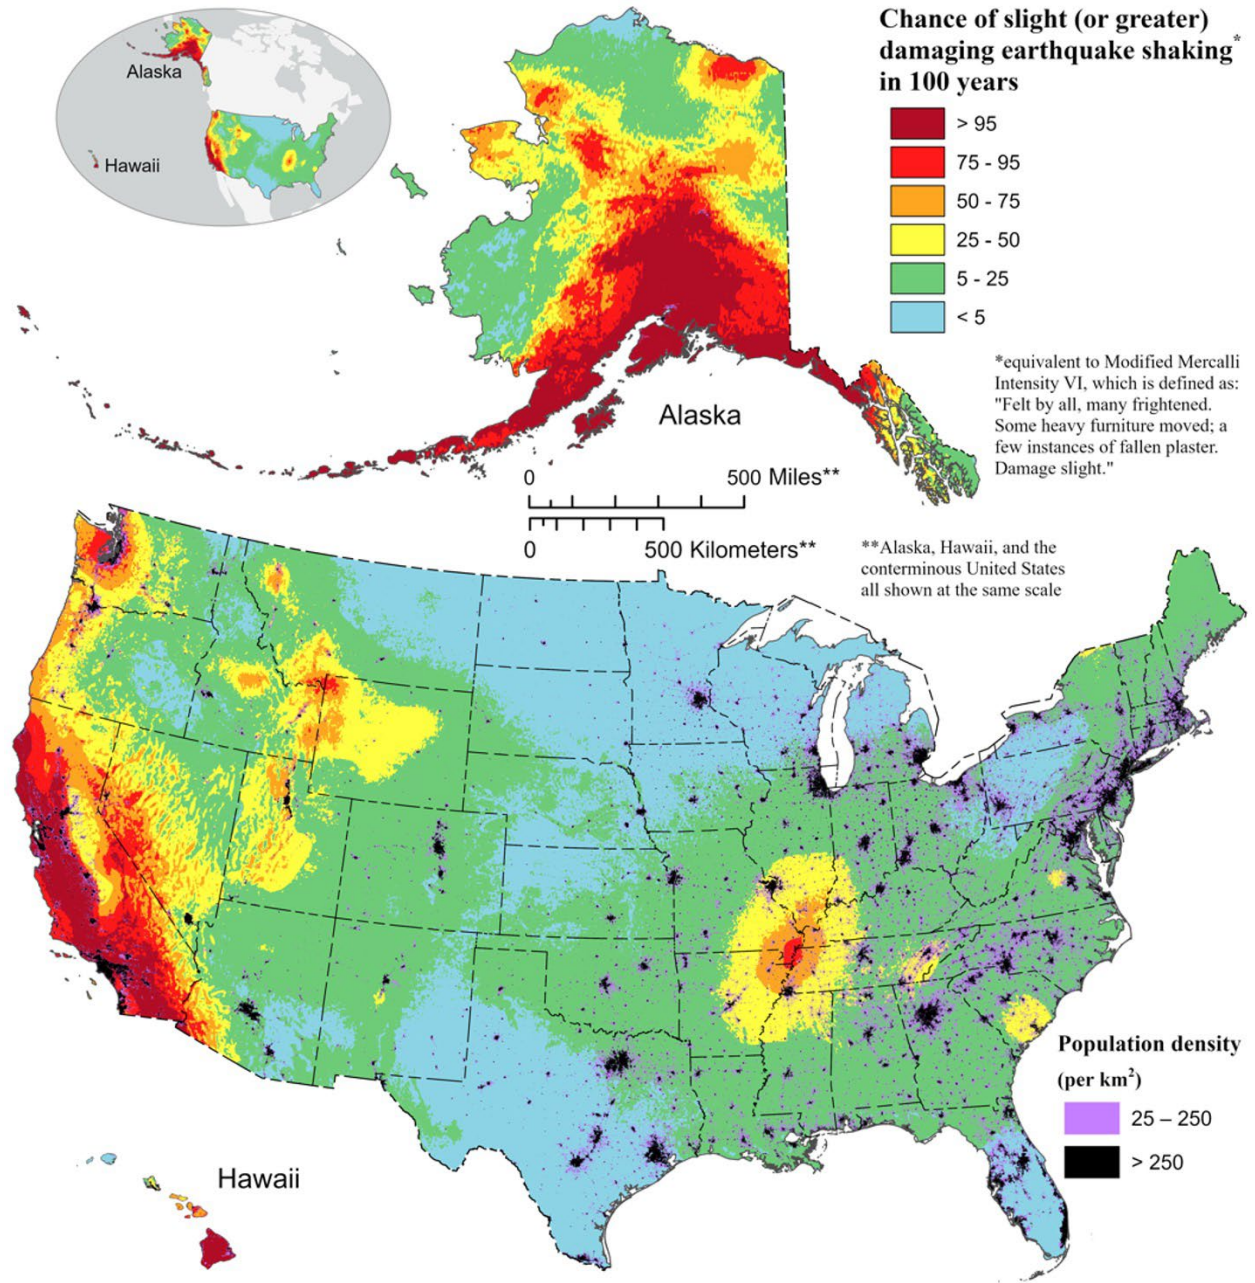 Chance of slight (or greater)
damaging earthquake shaking*
in 100 years
> 95
75 - 95
50 - 75
25 - 50
5 - 25
< 5
Alaska
Hawaii
*equivalent to Modified Mercalli
Intensity VI, which is defined as:
"Felt by all, many frightened.
Some heavy furniture moved; a
few instances of fallen plaster.
Damage slight."
Alaska
0 500 Miles**
0 500 Kilometers**
**Alaska, Hawaii, and the
conterminous United States
all shown at the same scale
Population density
(per km²)
25 – 250
> 250
Hawaii